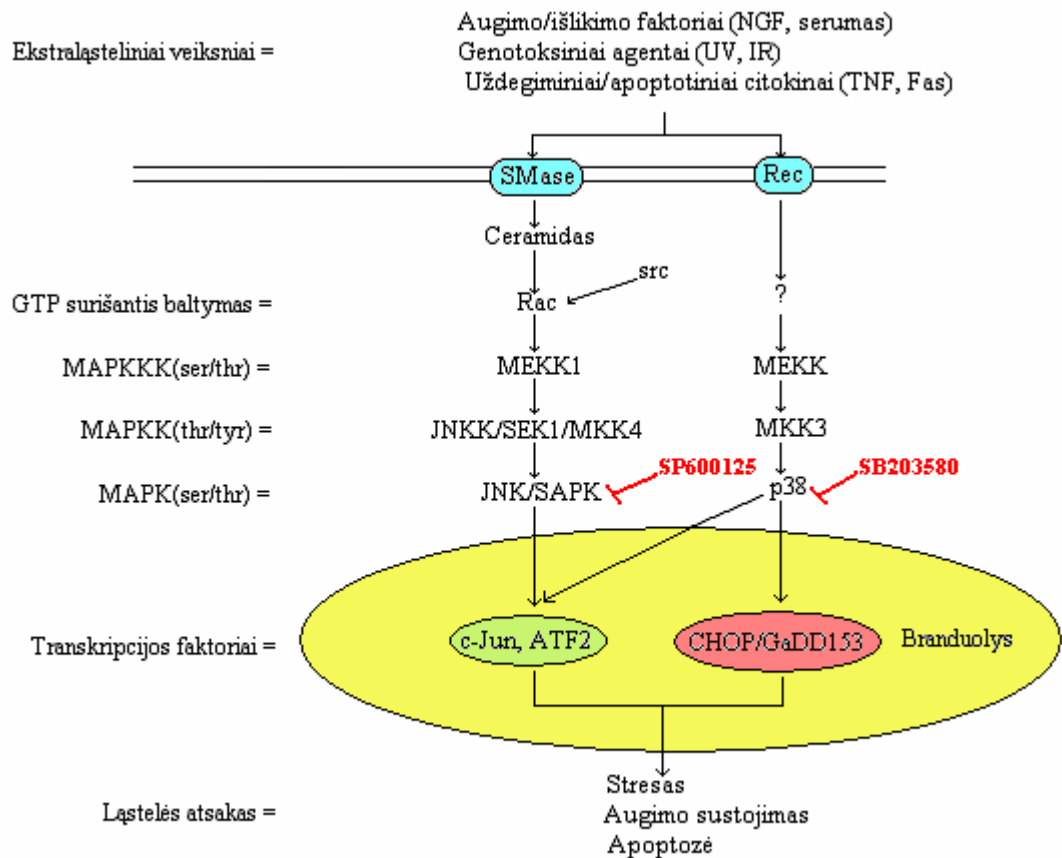 Augimo/išlikimo faktoriai (NGF, serumas)
Ekstraląsteliniai veiksniai =
Genotoksiniai agentai (UV, IR)
Uždegiminiai/apoptotiniai citokinai (TNF, Fas)
SMase
Rec
Ceramidas
src
GTP surišantis baltymas =
Rac
?
MAPKKK(ser/thr) =
MEKK1
MEKK
MAPKK(thr/tyr) =
JNKK/SEK1/MKK4
MKK3
SP600125
SB203580
MAPK(ser/thr) =
JNK/SAPK
p38
Transkripcijos faktoriai =
c-Jun, ATF2
CHOP/GaDD153
Branduolys
Stresas
Ląstelės atsakas =
Augimo sustojimas
Apoptozė